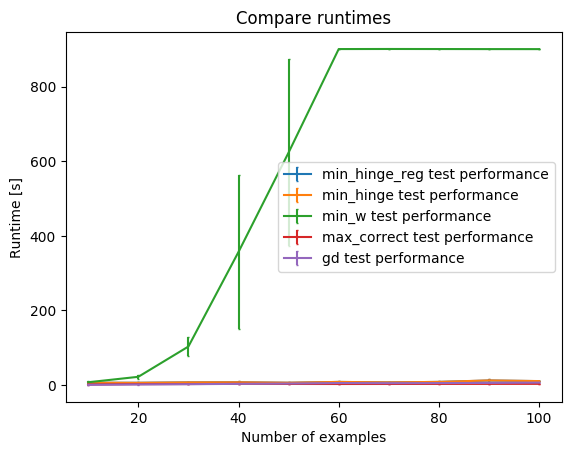 Compare runtimes
Runtime [s]
800
600
400
200
0
min_hinge_reg test performance
min_hinge test performance
min_w test performance
max_correct test performance
gd test performance
20 40 60 80 100
Number of examples